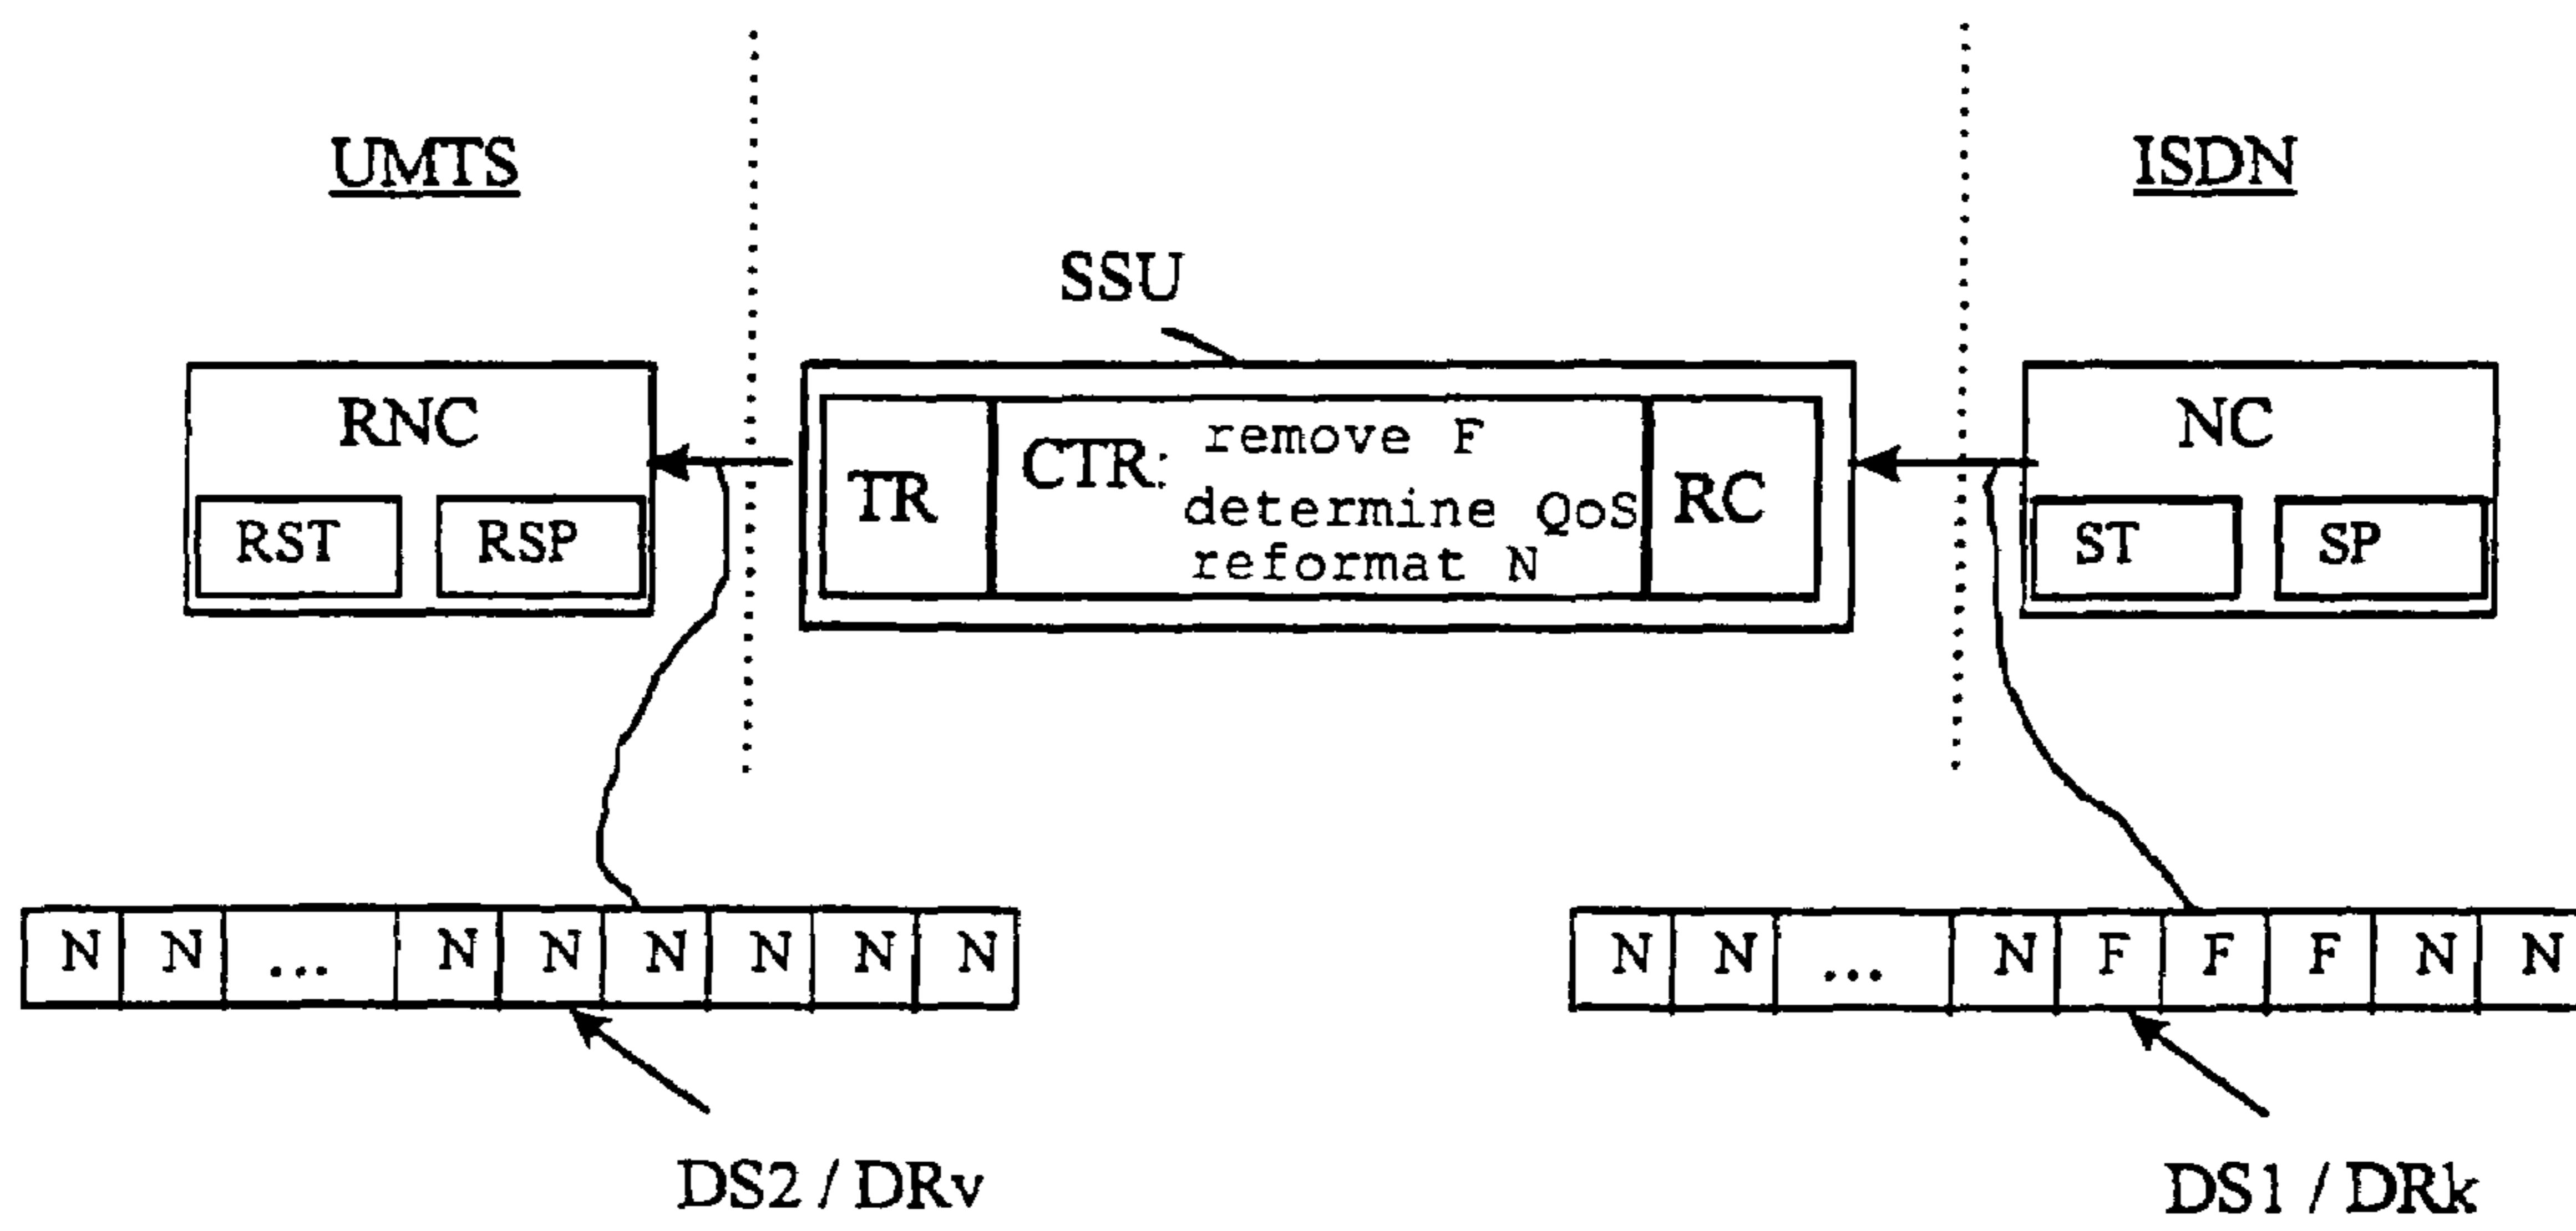 UMTS
ISDN
SSU
RNC
RST RSP
TR
CTR: remove F
determine QoS
reformat N
RC
NC
ST SP
N N ... N N N N N N
N N ... N F F F N N
DS2 / DRv
DS1 / DRk